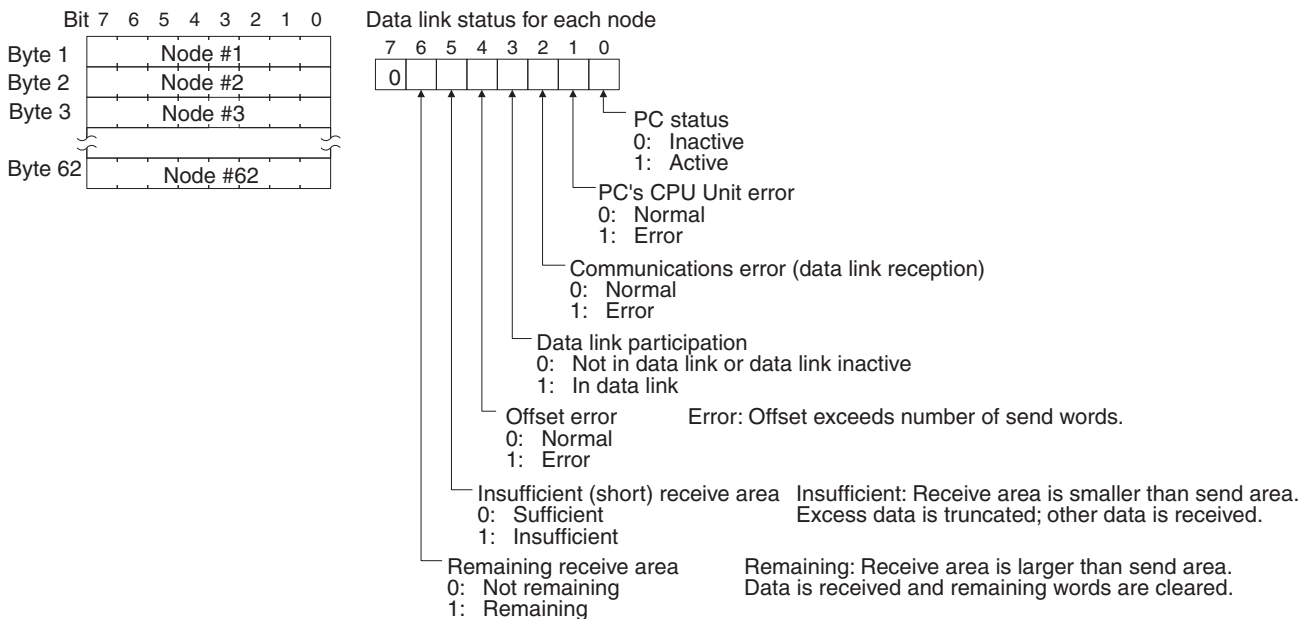 Bit 7 6 5 4 3 2 1 0
Byte 1 Node #1
Byte 2 Node #2
Byte 3 Node #3
Byte 62 Node #62
Data link status for each node
7 6 5 4 3 2 1 0
0
PC status
0: Inactive
1: Active
PC's CPU Unit error
0: Normal
1: Error
Communications error (data link reception)
0: Normal
1: Error
Data link participation
0: Not in data link or data link inactive
1: In data link
Offset error Error: Offset exceeds number of send words.
0: Normal
1: Error
Insufficient (short) receive area Insufficient: Receive area is smaller than send area.
0: Sufficient Excess data is truncated; other data is received.
1: Insufficient
Remaining receive area Remaining: Receive area is larger than send area.
0: Not remaining Data is received and remaining words are cleared.
1: Remaining